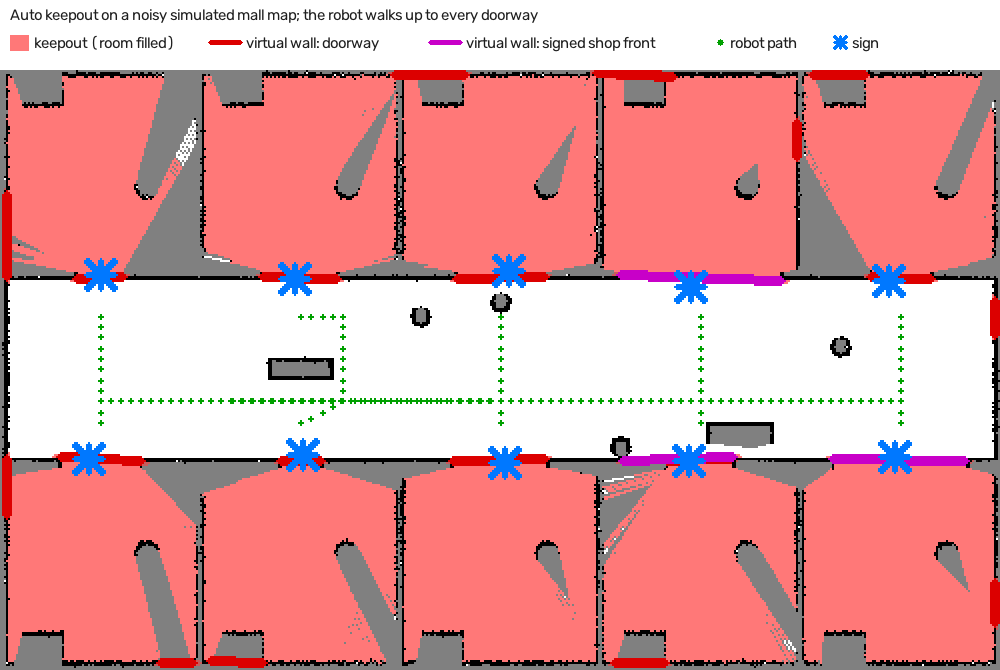 Auto keepout on a noisy simulated mall map; the robot walks up to every doorway
keepout (room filled) virtual wall: doorway virtual wall: signed shop front robot path sign